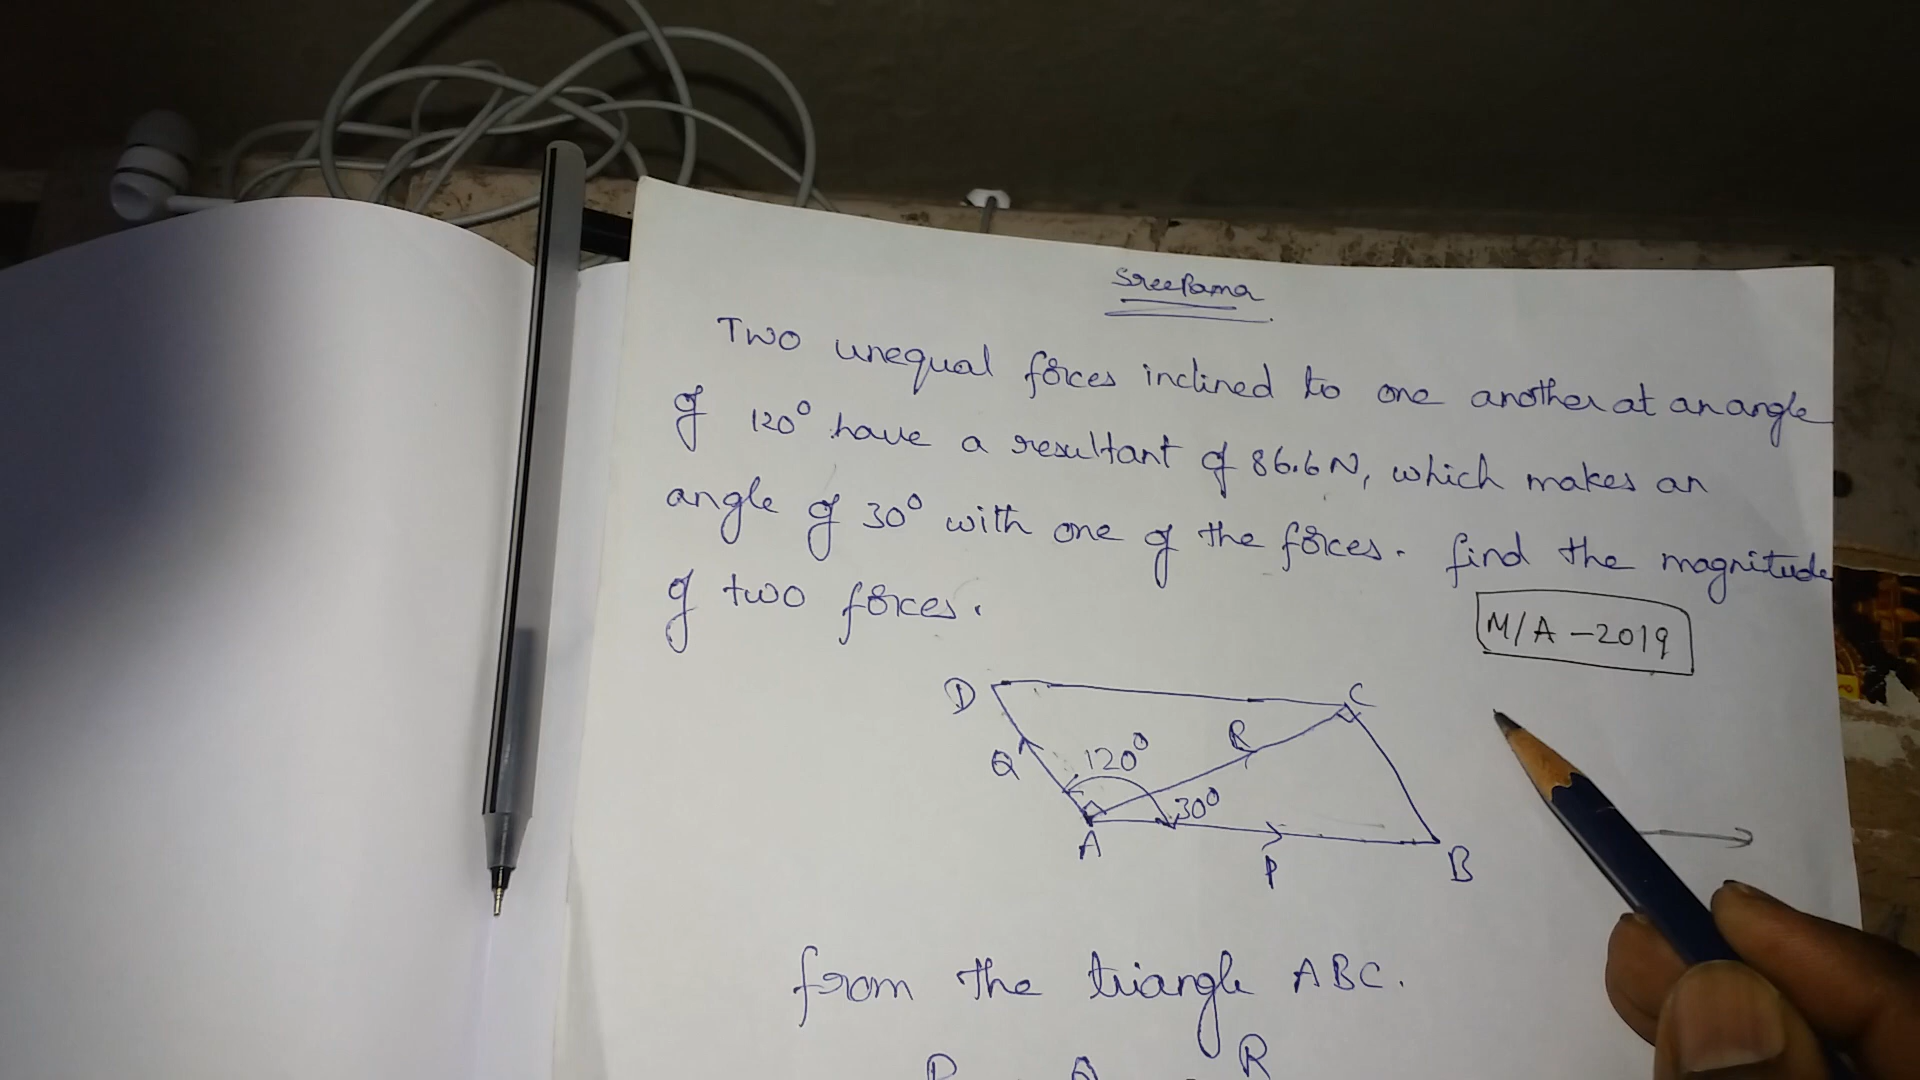 SreeRama
Two unequal forces inclined to one another at an angle
of 120° have a resultant of 86.6N, which makes an
angle of 30° with one of the forces. find the magnitude
of two forces.
M/A - 2019
D
C
Q
120°
R
30°
A
P
B
from the triangle ABC.
P Q R